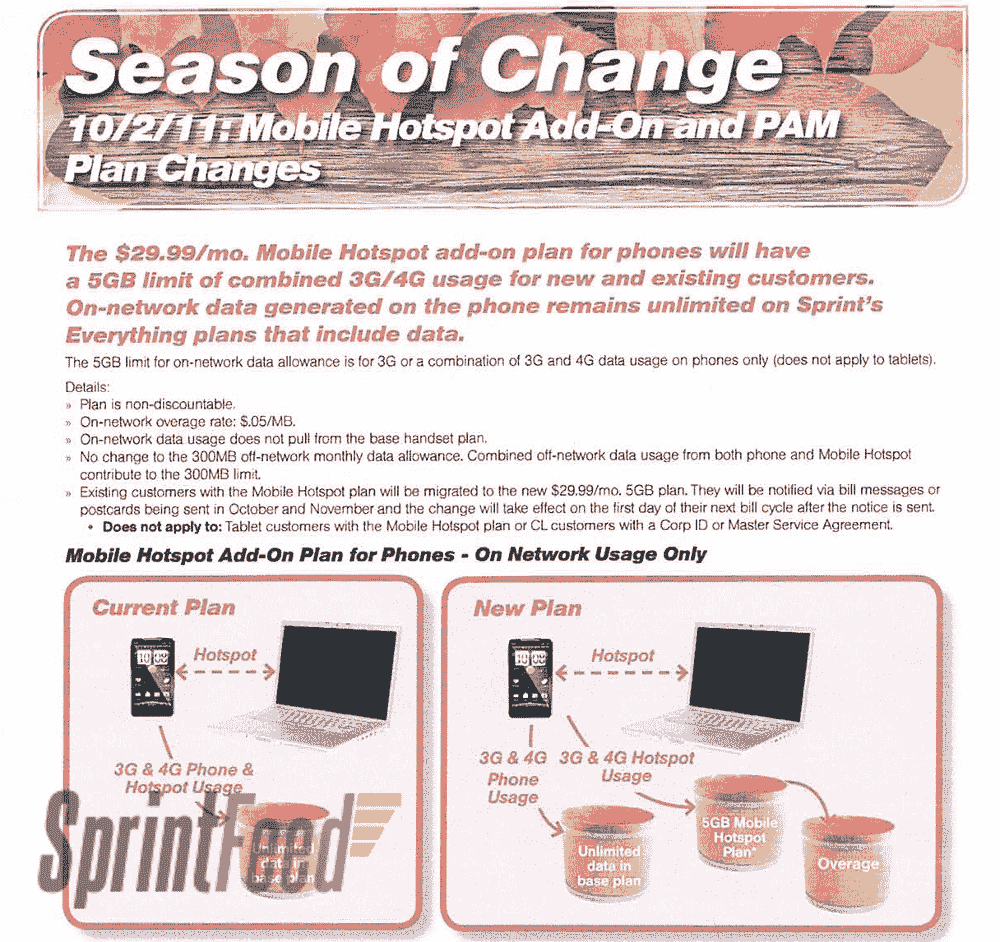 Season of Change
10/2/11: Mobile Hotspot Add-On and PAM
Plan Changes
The $29.99/mo. Mobile Hotspot add-on plan for phones will have
a 5GB limit of combined 3G/4G usage for new and existing customers.
On-network data generated on the phone remains unlimited on Sprint's
Everything plans that include data.
The 5GB limit for on-network data allowance is for 3G or a combination of 3G and 4G data usage on phones only (does not apply to tablets).
Details:
» Plan is non-discountable.
» On-network overage rate: $.05/MB.
» On-network data usage does not pull from the base handset plan.
» No change to the 300MB off-network monthly data allowance. Combined off-network data usage from both phone and Mobile Hotspot
contribute to the 300MB limit.
» Existing customers with the Mobile Hotspot plan will be migrated to the new $29.99/mo. 5GB plan. They will be notified via bill messages or
postcards being sent in October and November and the change will take effect on the first day of their next bill cycle after the notice is sent.
• Does not apply to: Tablet customers with the Mobile Hotspot plan or CL customers with a Corp ID or Master Service Agreement.
Mobile Hotspot Add-On Plan for Phones - On Network Usage Only
Current Plan
10 08
Hotspot
3G & 4G Phone &
Hotspot Usage
Unlimited
data in
base plan
SprintFeed
New Plan
10 08
Hotspot
3G & 4G
Phone
Usage
3G & 4G Hotspot
Usage
Unlimited
data in
base plan
5GB Mobile
Hotspot
Plan*
Overage